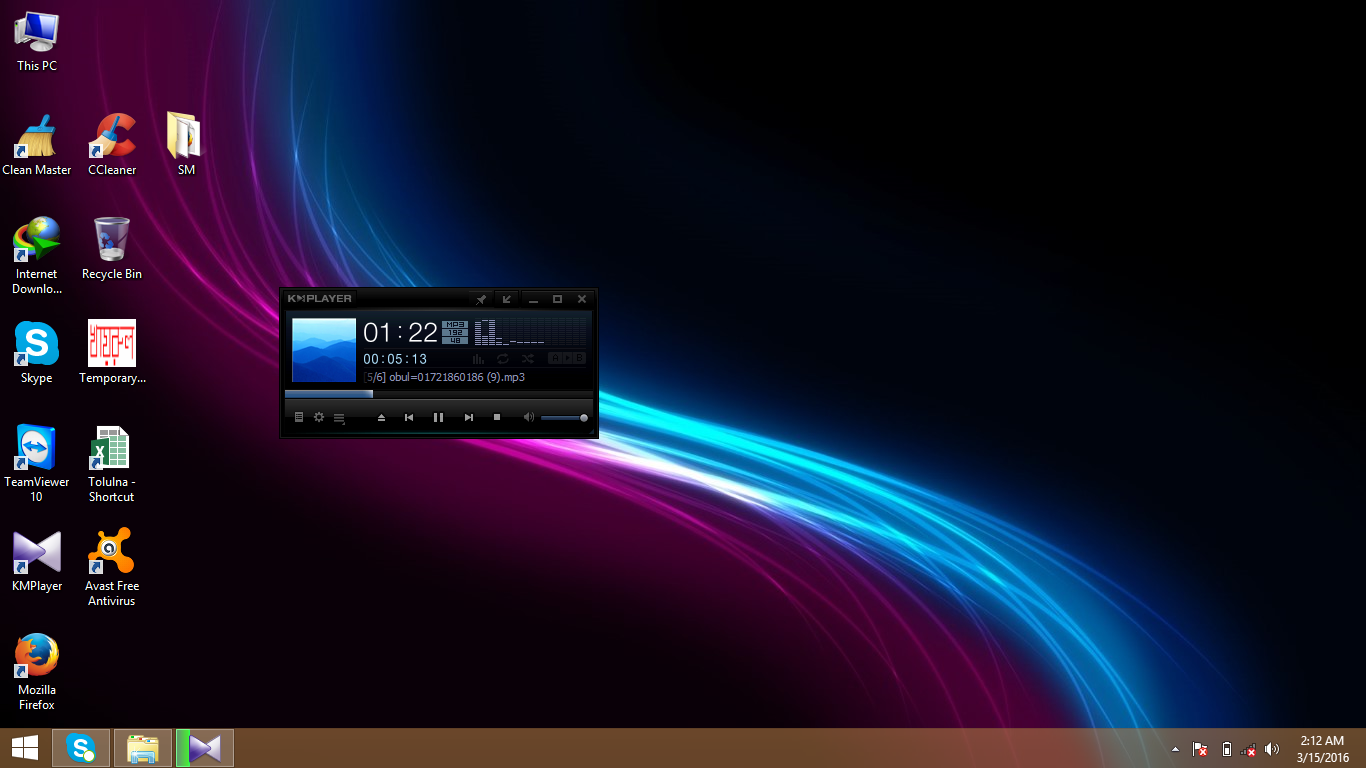 This PC
Clean Master
CCleaner
SM
Internet
Downlo...
Recycle Bin
Skype
খায়রুল
Temporary...
TeamViewer
10
Tolulna -
Shortcut
KMPlayer
Avast Free
Antivirus
Mozilla
Firefox
KMPLAYER
01:22
MP3
192
48
00:05:13
A B
[5/6] obul=01721860186 (9).mp3
2:12 AM
3/15/2016